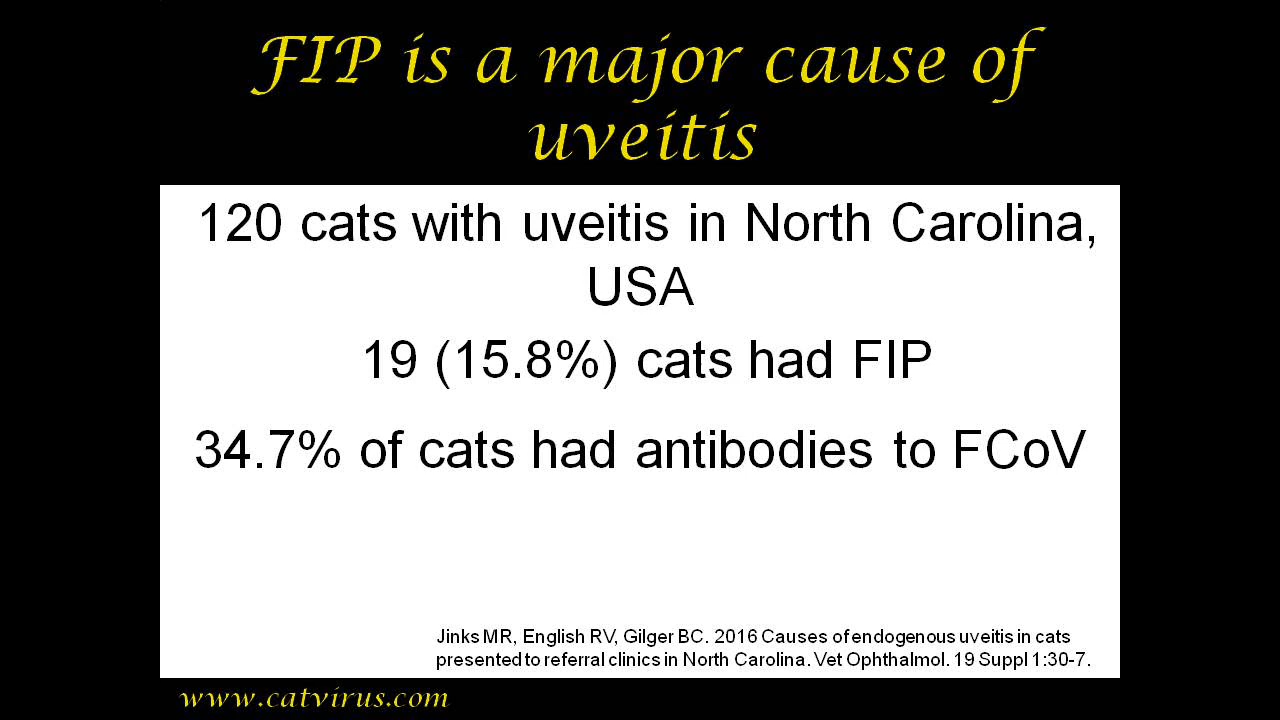 FIP is a major cause of
uveitis
120 cats with uveitis in North Carolina,
USA
19 (15.8%) cats had FIP
34.7% of cats had antibodies to FCoV
Jinks MR, English RV, Gilger BC. 2016 Causes of endogenous uveitis in cats
presented to referral clinics in North Carolina. Vet Ophthalmol. 19 Suppl 1:30-7.
www.catvirus.com